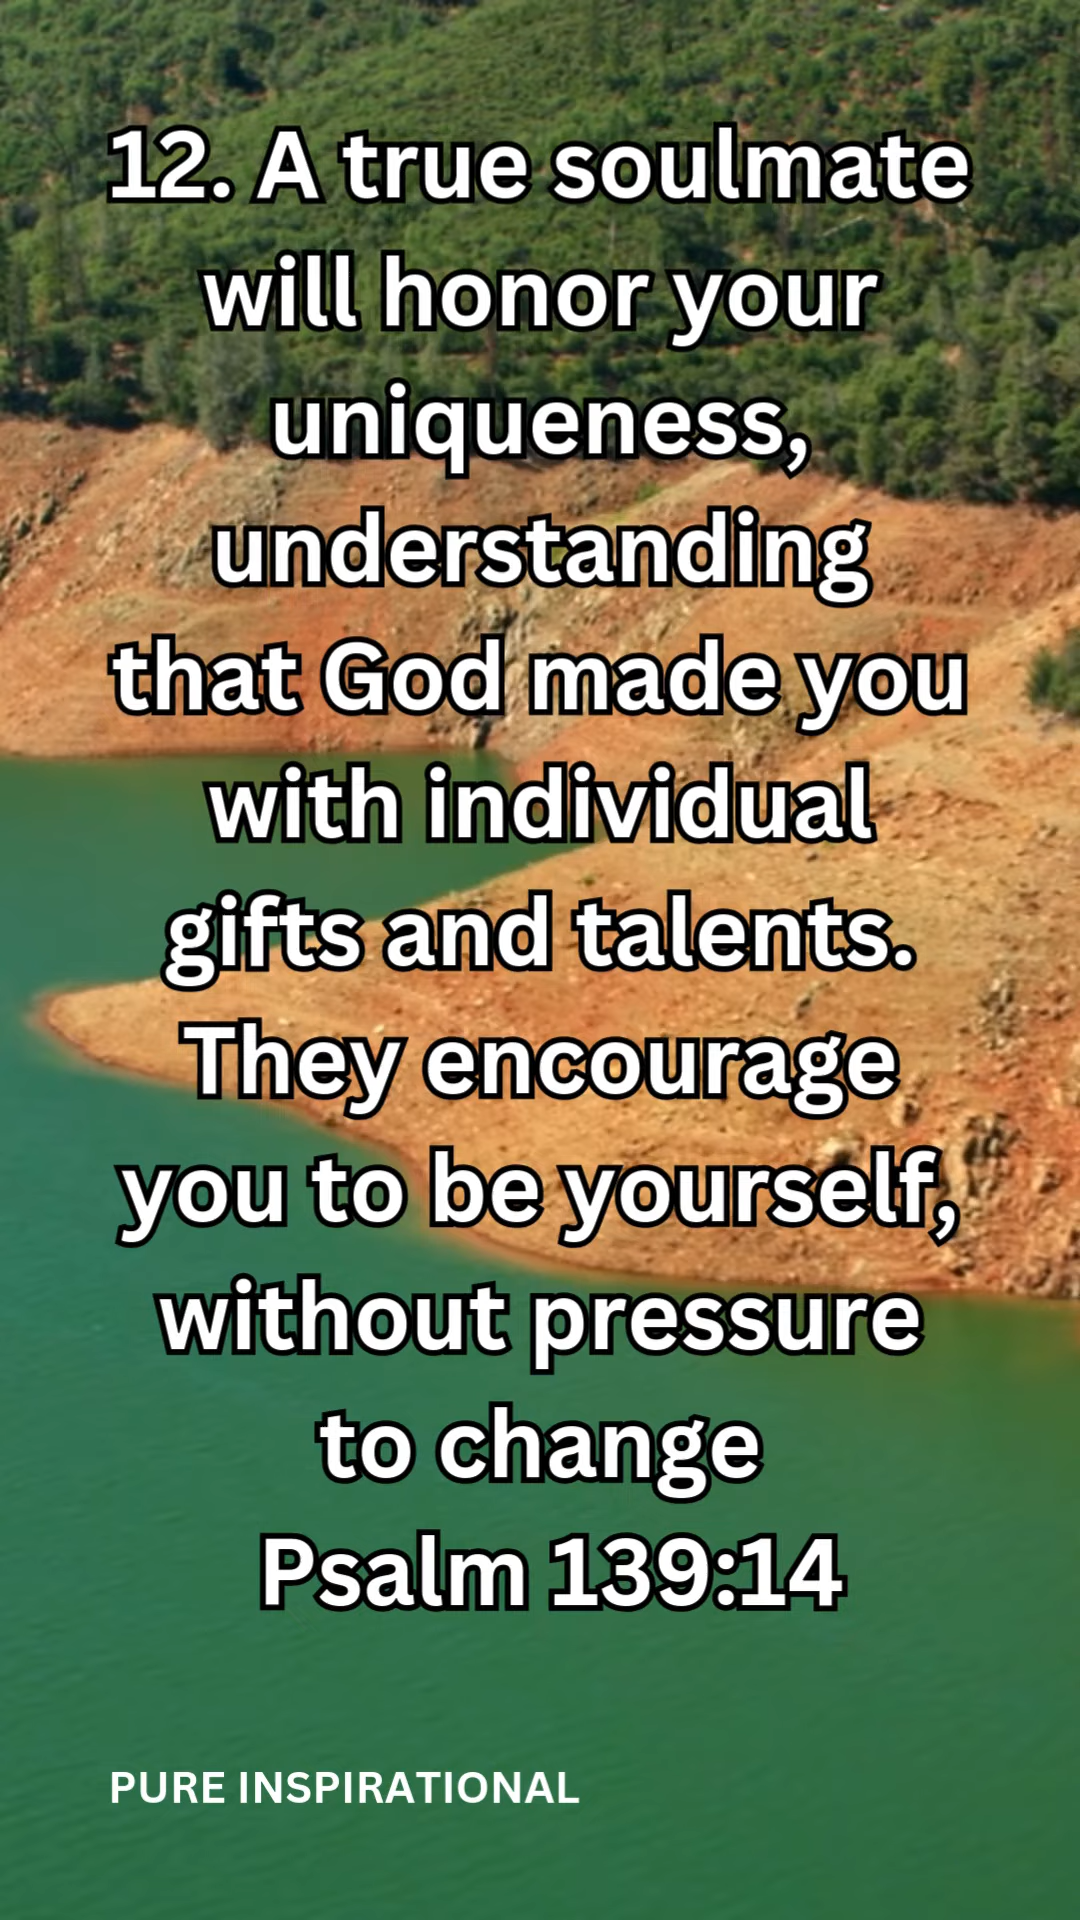 12. A true soulmate
will honor your
uniqueness,
understanding
that God made you
with individual
gifts and talents.
They encourage
you to be yourself,
without pressure
to change
Psalm 139:14
PURE INSPIRATIONAL